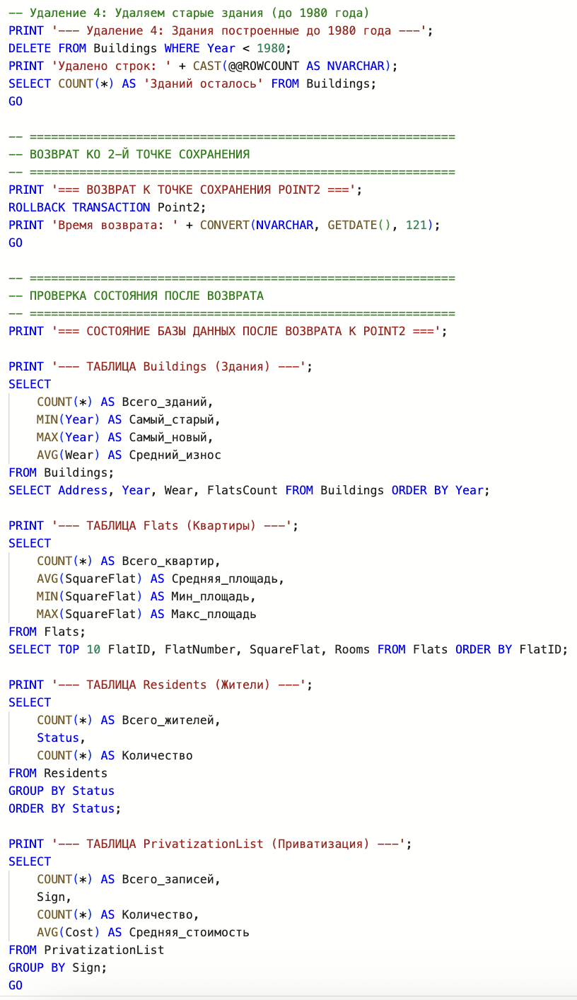 -- Удаление 4: Удаляем старые здания (до 1980 года)
PRINT '--- Удаление 4: Здания построенные до 1980 года ---';
DELETE FROM Buildings WHERE Year < 1980;
PRINT 'Удалено строк: ' + CAST(@@ROWCOUNT AS NVARCHAR);
SELECT COUNT(*) AS 'Зданий осталось' FROM Buildings;
GO
-- ============================================================
-- ВОЗВРАТ КО 2-Й ТОЧКЕ СОХРАНЕНИЯ
-- ============================================================
PRINT '=== ВОЗВРАТ К ТОЧКЕ СОХРАНЕНИЯ POINT2 ===';
ROLLBACK TRANSACTION Point2;
PRINT 'Время возврата: ' + CONVERT(NVARCHAR, GETDATE(), 121);
GO
-- ============================================================
-- ПРОВЕРКА СОСТОЯНИЯ ПОСЛЕ ВОЗВРАТА
-- ============================================================
PRINT '=== СОСТОЯНИЕ БАЗЫ ДАННЫХ ПОСЛЕ ВОЗВРАТА К POINT2 ===';
PRINT '--- ТАБЛИЦА Buildings (Здания) ---';
SELECT
    COUNT(*) AS Всего_зданий,
    MIN(Year) AS Самый_старый,
    MAX(Year) AS Самый_новый,
    AVG(Wear) AS Средний_износ
FROM Buildings;
SELECT Address, Year, Wear, FlatsCount FROM Buildings ORDER BY Year;
PRINT '--- ТАБЛИЦА Flats (Квартиры) ---';
SELECT
    COUNT(*) AS Всего_квартир,
    AVG(SquareFlat) AS Средняя_площадь,
    MIN(SquareFlat) AS Мин_площадь,
    MAX(SquareFlat) AS Макс_площадь
FROM Flats;
SELECT TOP 10 FlatID, FlatNumber, SquareFlat, Rooms FROM Flats ORDER BY FlatID;
PRINT '--- ТАБЛИЦА Residents (Жители) ---';
SELECT
    COUNT(*) AS Всего_жителей,
    Status,
    COUNT(*) AS Количество
FROM Residents
GROUP BY Status
ORDER BY Status;
PRINT '--- ТАБЛИЦА PrivatizationList (Приватизация) ---';
SELECT
    COUNT(*) AS Всего_записей,
    Sign,
    COUNT(*) AS Количество,
    AVG(Cost) AS Средняя_стоимость
FROM PrivatizationList
GROUP BY Sign;
GO